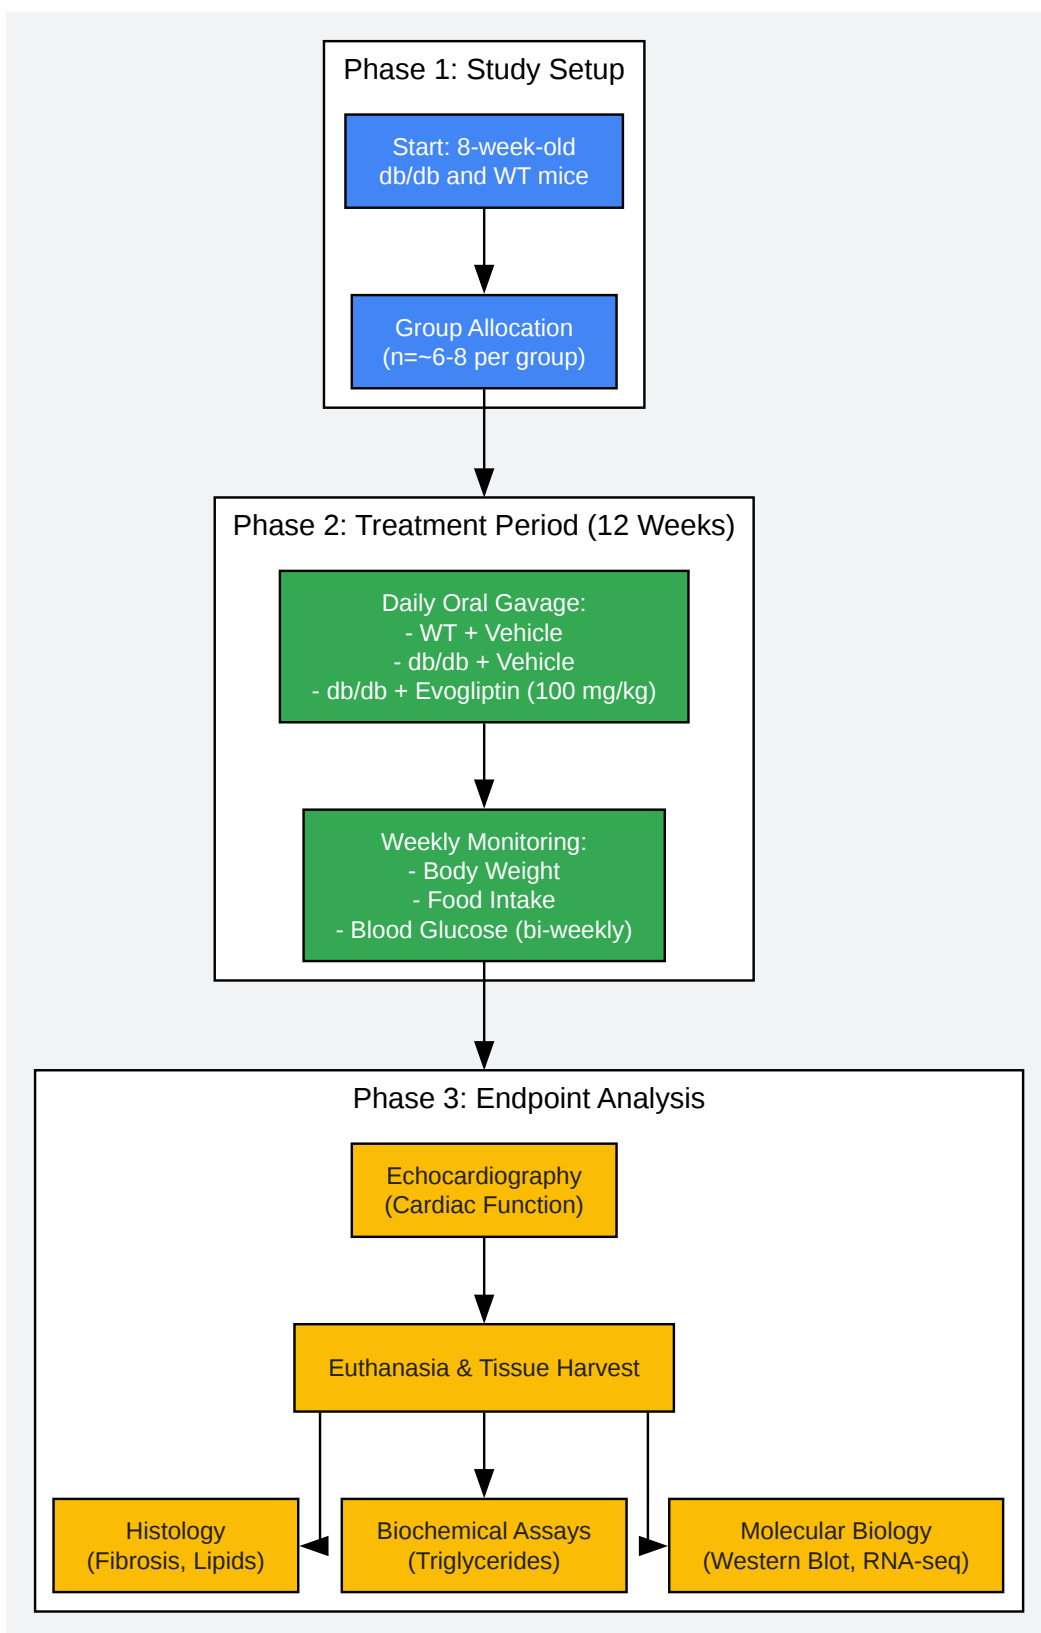 Phase 1: Study Setup
Start: 8-week-old
db/db and WT mice
Group Allocation
(n=~6-8 per group)
Phase 2: Treatment Period (12 Weeks)
Daily Oral Gavage:
- WT + Vehicle
- db/db + Vehicle
- db/db + Evogliptin (100 mg/kg)
Weekly Monitoring:
- Body Weight
- Food Intake
- Blood Glucose (bi-weekly)
Phase 3: Endpoint Analysis
Echocardiography
(Cardiac Function)
Euthanasia & Tissue Harvest
Histology
(Fibrosis, Lipids)
Biochemical Assays
(Triglycerides)
Molecular Biology
(Western Blot, RNA-seq)